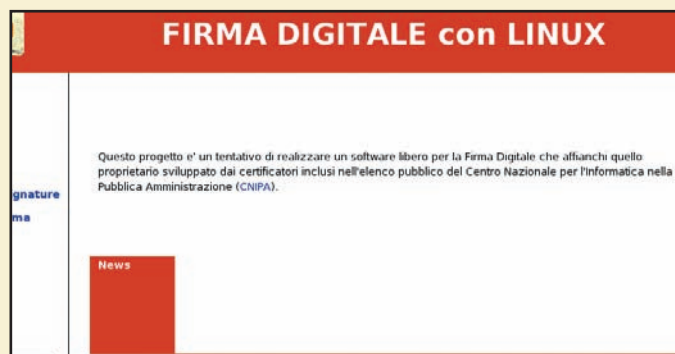 FIRMA DIGITALE con LINUX
Questo progetto e' un tentativo di realizzare un software libero per la Firma Digitale che affianchi quello
proprietario sviluppato dai certificatori inclusi nell'elenco pubblico del Centro Nazionale per l'Informatica nella
Pubblica Amministrazione (CNIPA).
gnature
ma
News